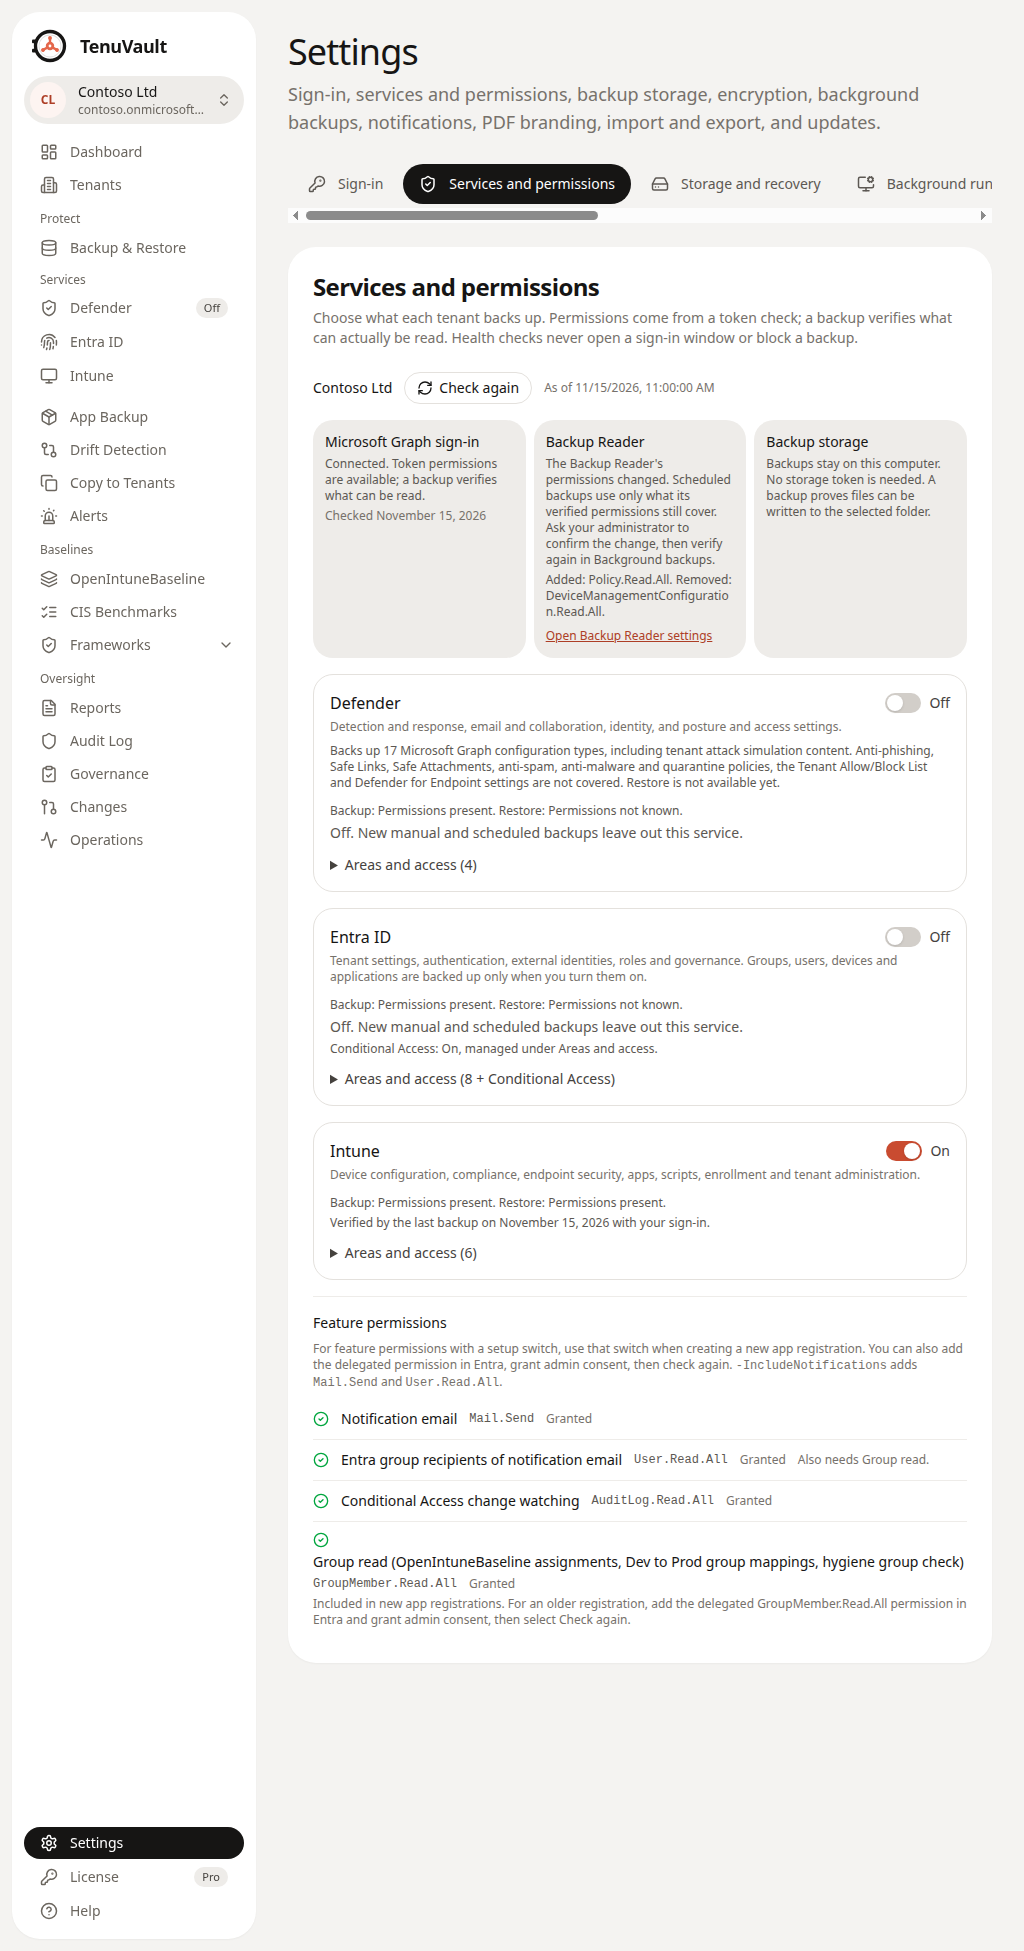 TenuVault
CL
Contoso Ltd
contoso.onmicrosoft...
Dashboard
Tenants
Protect
Backup & Restore
Services
Defender
Off
Entra ID
Intune
App Backup
Drift Detection
Copy to Tenants
Alerts
Baselines
OpenIntuneBaseline
CIS Benchmarks
Frameworks
Oversight
Reports
Audit Log
Governance
Changes
Operations
Settings
License
Pro
Help
Settings
Sign-in, services and permissions, backup storage, encryption, background
backups, notifications, PDF branding, import and export, and updates.
Sign-in
Services and permissions
Storage and recovery
Background run
Services and permissions
Choose what each tenant backs up. Permissions come from a token check; a backup verifies what
can actually be read. Health checks never open a sign-in window or block a backup.
Contoso Ltd
Check again
As of 11/15/2026, 11:00:00 AM
Microsoft Graph sign-in
Connected. Token permissions
are available; a backup verifies
what can be read.
Checked November 15, 2026
Backup Reader
The Backup Reader's
permissions changed. Scheduled
backups use only what its
verified permissions still cover.
Ask your administrator to
confirm the change, then verify
again in Background backups.
Added: Policy.Read.All. Removed:
DeviceManagementConfiguratio
n.Read.All.
Open Backup Reader settings
Backup storage
Backups stay on this computer.
No storage token is needed. A
backup proves files can be
written to the selected folder.
Defender
Off
Detection and response, email and collaboration, identity, and posture and access settings.
Backs up 17 Microsoft Graph configuration types, including tenant attack simulation content. Anti-phishing,
Safe Links, Safe Attachments, anti-spam, anti-malware and quarantine policies, the Tenant Allow/Block List
and Defender for Endpoint settings are not covered. Restore is not available yet.
Backup: Permissions present. Restore: Permissions not known.
Off. New manual and scheduled backups leave out this service.
Areas and access (4)
Entra ID
Off
Tenant settings, authentication, external identities, roles and governance. Groups, users, devices and
applications are backed up only when you turn them on.
Backup: Permissions present. Restore: Permissions not known.
Off. New manual and scheduled backups leave out this service.
Conditional Access: On, managed under Areas and access.
Areas and access (8 + Conditional Access)
Intune
On
Device configuration, compliance, endpoint security, apps, scripts, enrollment and tenant administration.
Backup: Permissions present. Restore: Permissions present.
Verified by the last backup on November 15, 2026 with your sign-in.
Areas and access (6)
Feature permissions
For feature permissions with a setup switch, use that switch when creating a new app registration. You can also add
the delegated permission in Entra, grant admin consent, then check again. -IncludeNotifications adds
Mail.Send and User.Read.All.
Notification email Mail.Send Granted
Entra group recipients of notification email User.Read.All Granted Also needs Group read.
Conditional Access change watching AuditLog.Read.All Granted
Group read (OpenIntuneBaseline assignments, Dev to Prod group mappings, hygiene group check)
GroupMember.Read.All Granted
Included in new app registrations. For an older registration, add the delegated GroupMember.Read.All permission in
Entra and grant admin consent, then select Check again.